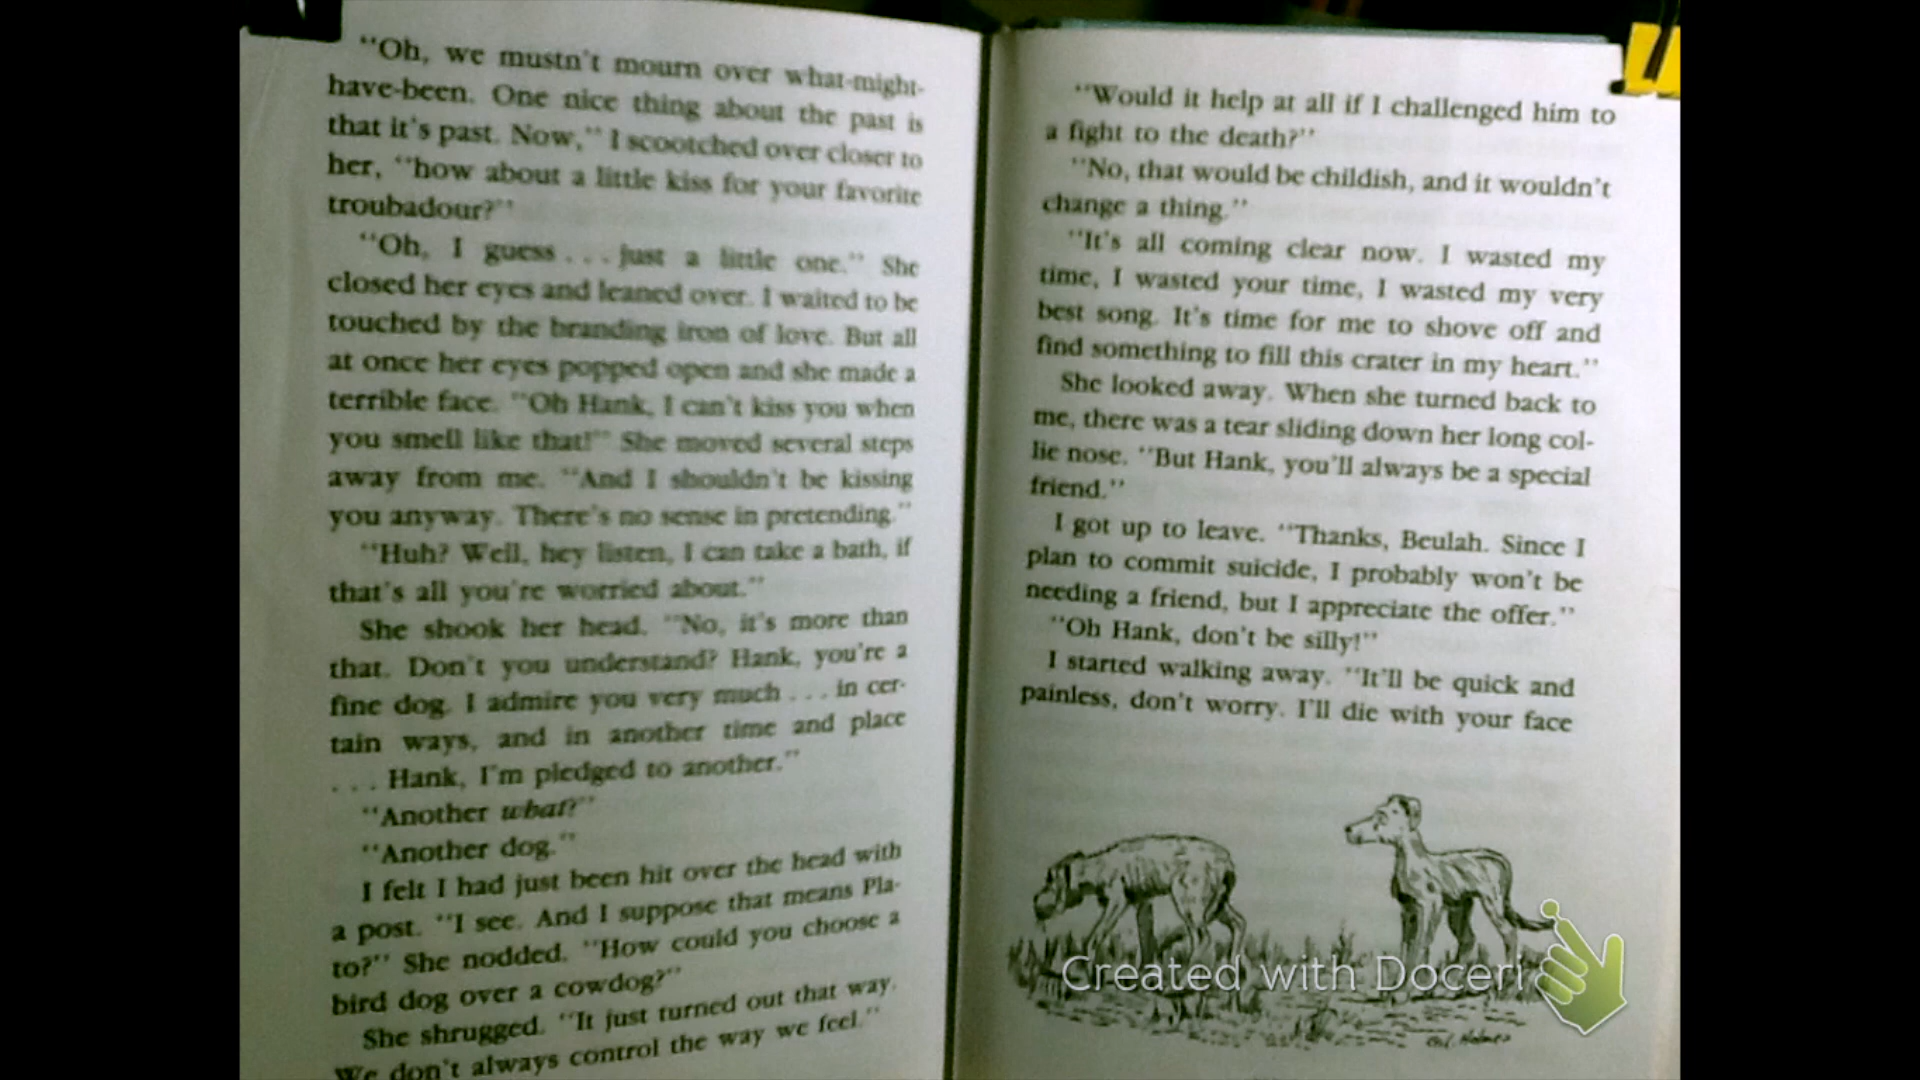 "Oh, we mustn't mourn over what-might-
have-been. One nice thing about the past is
that it's past. Now," I scootched over closer to
her, "how about a little kiss for your favorite
troubadour?"
"Oh, I guess . . . just a little one." She
closed her eyes and leaned over. I waited to be
touched by the branding iron of love. But all
at once her eyes popped open and she made a
terrible face. "Oh Hank, I can't kiss you when
you smell like that!" She moved several steps
away from me. "And I shouldn't be kissing
you anyway. There's no sense in pretending."
"Huh? Well, hey listen, I can take a bath, if
that's all you're worried about."
She shook her head. "No, it's more than
that. Don't you understand? Hank, you're a
fine dog. I admire you very much . . . in cer-
tain ways, and in another time and place
. . . Hank, I'm pledged to another."
"Another what?"
"Another dog."
I felt I had just been hit over the head with
a post. "I see. And I suppose that means Pla-
to?" She nodded. "How could you choose a
bird dog over a cowdog?"
She shrugged. "It just turned out that way.
We don't always control the way we feel."
"Would it help at all if I challenged him to
a fight to the death?"
"No, that would be childish, and it wouldn't
change a thing."
"It's all coming clear now. I wasted my
time, I wasted your time, I wasted my very
best song. It's time for me to shove off and
find something to fill this crater in my heart."
She looked away. When she turned back to
me, there was a tear sliding down her long col-
lie nose. "But Hank, you'll always be a special
friend."
I got up to leave. "Thanks, Beulah. Since I
plan to commit suicide, I probably won't be
needing a friend, but I appreciate the offer."
"Oh Hank, don't be silly!"
I started walking away. "It'll be quick and
painless, don't worry. I'll die with your face
Created with Doceri